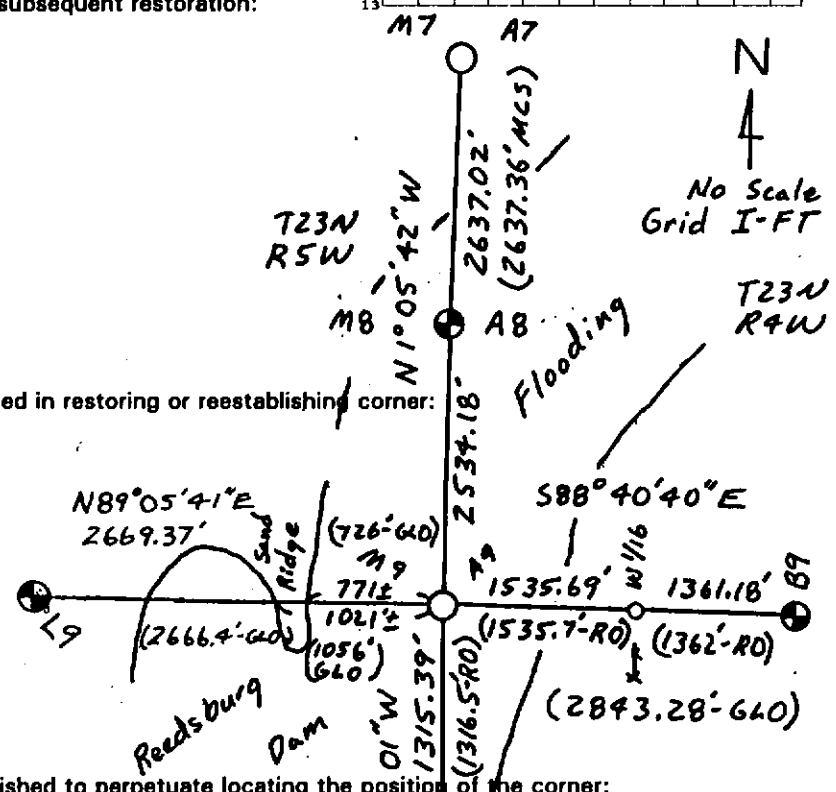 subsequent restoration:
13
M7 A7
N
2637.02'
(2637.36' MCS)
No Scale
Grid I-FT
T23N
R5W
N1°05'42"W
T23N
R4W
M8 A8
Flooding
ed in restoring or reestablishing corner:
2534.18'
N89°05'41"E
2669.37'
S88°40'40"E
Sand
Ridge
(726'-GLO)
M9
A9
W 1/16
B9
771±
1535.69'
1361.18'
L9
1021'±
(2666.4'-GLO)
(1056'
GLO)
(1535.7'-RO)
(1362'-RO)
(2843.28'-GLO)
Reedsburg
Dam
01"W
1315.39'
(1316.5'-RO)
ished to perpetuate locating the position of the corner: